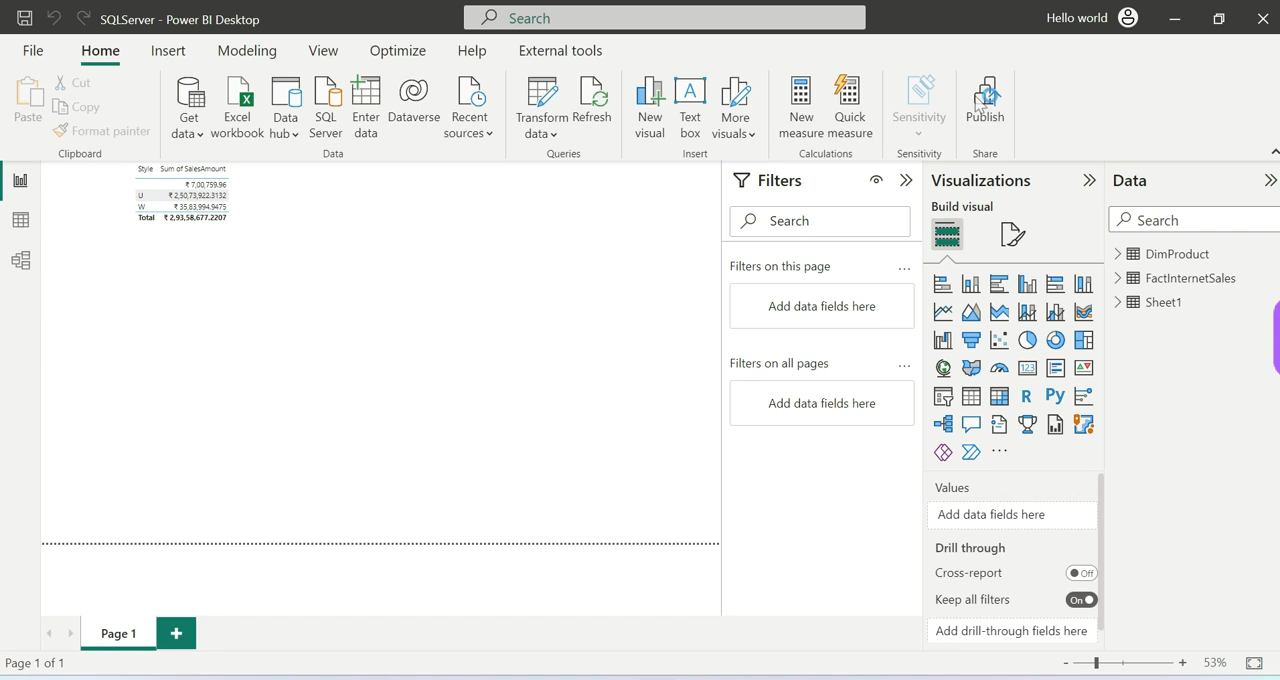 SQLServer - Power BI Desktop
Search
Hello world
File Home Insert Modeling View Optimize Help External tools
Paste
Cut
Copy
Format painter
Clipboard
Get data
Excel workbook
Data hub
SQL Server
Enter data
Dataverse
Recent sources
Data
Transform data
Refresh
Queries
New visual
Text box
More visuals
Insert
New measure
Quick measure
Calculations
Sensitivity
Sensitivity
Publish
Share
Style Sum of SalesAmount
₹ 7,00,759.96
U ₹ 2,50,73,922.3132
W ₹ 35,83,994.9475
Total ₹ 2,93,58,677.2207
Filters
Search
Filters on this page ...
Add data fields here
Filters on all pages ...
Add data fields here
Visualizations
Build visual
123
R Py
...
Values
Add data fields here
Drill through
Cross-report Off
Keep all filters On
Add drill-through fields here
Data
Search
DimProduct
FactInternetSales
Sheet1
Page 1
Page 1 of 1
- + 53%